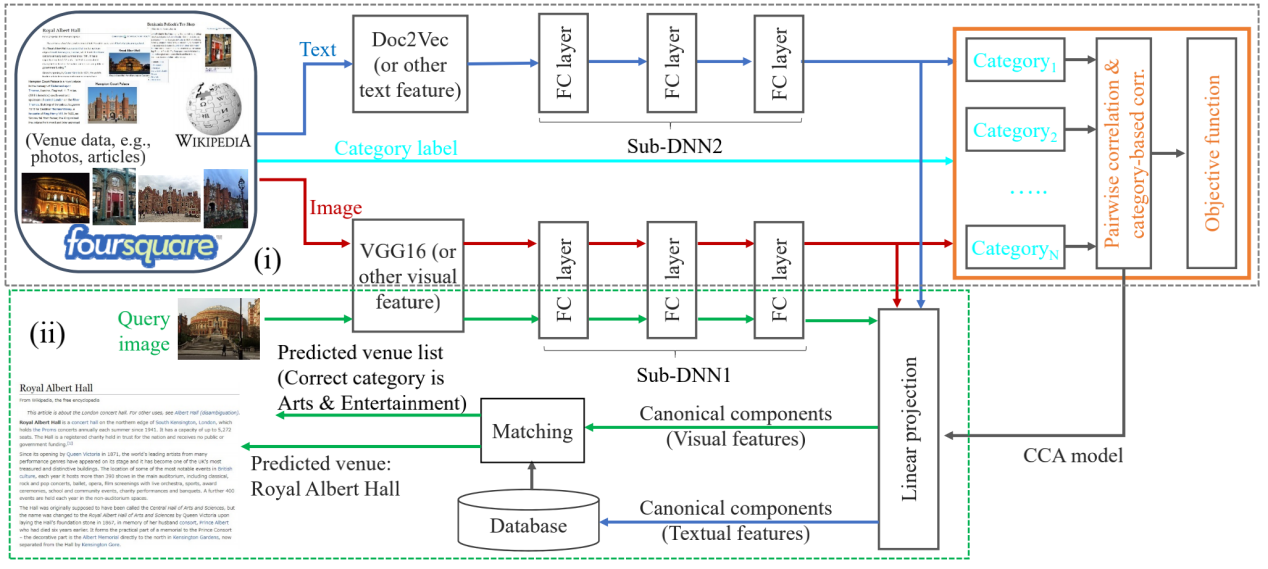 Royal Albert Hall
(Venue data, e.g.,
photos, articles)
WIKIPEDIA
foursquare
(i)
Text
Category label
Image
Doc2Vec
(or other
text feature)
FC layer
FC layer
FC layer
Sub-DNN2
VGG16 (or
other visual
feature)
FC layer
FC layer
FC layer
Sub-DNN1
Category1
Category2
.....
CategoryN
Pairwise correlation &
category-based corr.
Objective function
(ii)
Query
image
Predicted venue list
(Correct category is
Arts & Entertainment)
Predicted venue:
Royal Albert Hall
Matching
Database
Canonical components
(Visual features)
Canonical components
(Textual features)
Linear projection
CCA model
Royal Albert Hall
From Wikipedia, the free encyclopedia
This article is about the London concert hall. For other uses, see Albert Hall (disambiguation).
Royal Albert Hall is a concert hall on the northern edge of South Kensington, London, which
holds the Proms concerts annually each summer since 1941. It has a capacity of up to 5,272
seats. The Hall is a registered charity held in trust for the nation and receives no public or
government funding.
Since its opening by Queen Victoria in 1871, the world's leading artists from many
performance genres have appeared on its stage and it has become one of the UK's most
treasured and distinctive buildings. The location of some of the most notable events in British
culture, each year it hosts more than 390 shows in the main auditorium, including classical,
rock and pop concerts, ballet, opera, film screenings with live orchestra, sports, award
ceremonies, school and community events, charity performances and banquets. A further 400
events are held each year in the non-auditorium spaces.
The Hall was originally supposed to have been called the Central Hall of Arts and Sciences, but
the name was changed to the Royal Albert Hall of Arts and Sciences by Queen Victoria upon
laying the Hall's foundation stone in 1867, in memory of her husband consort, Prince Albert
who had died six years earlier. It forms the practical part of a memorial to the Prince Consort
– the decorative part is the Albert Memorial directly to the north in Kensington Gardens, now
separated from the Hall by Kensington Gore.